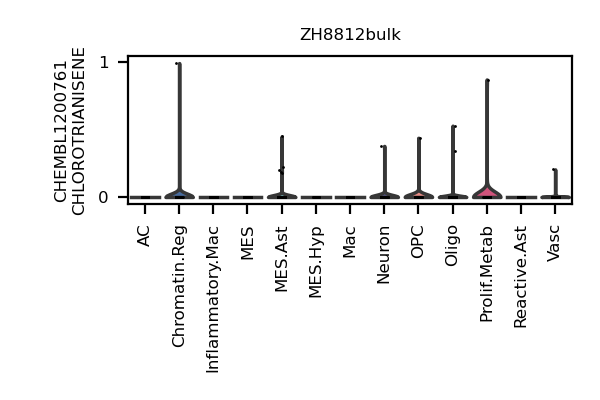 ZH8812bulk
CHEMBL1200761
CHLOROTRIANISENE
1
0
AC
Chromatin.Reg
Inflammatory.Mac
MES
MES.Ast
MES.Hyp
Mac
Neuron
OPC
Oligo
Prolif.Metab
Reactive.Ast
Vasc